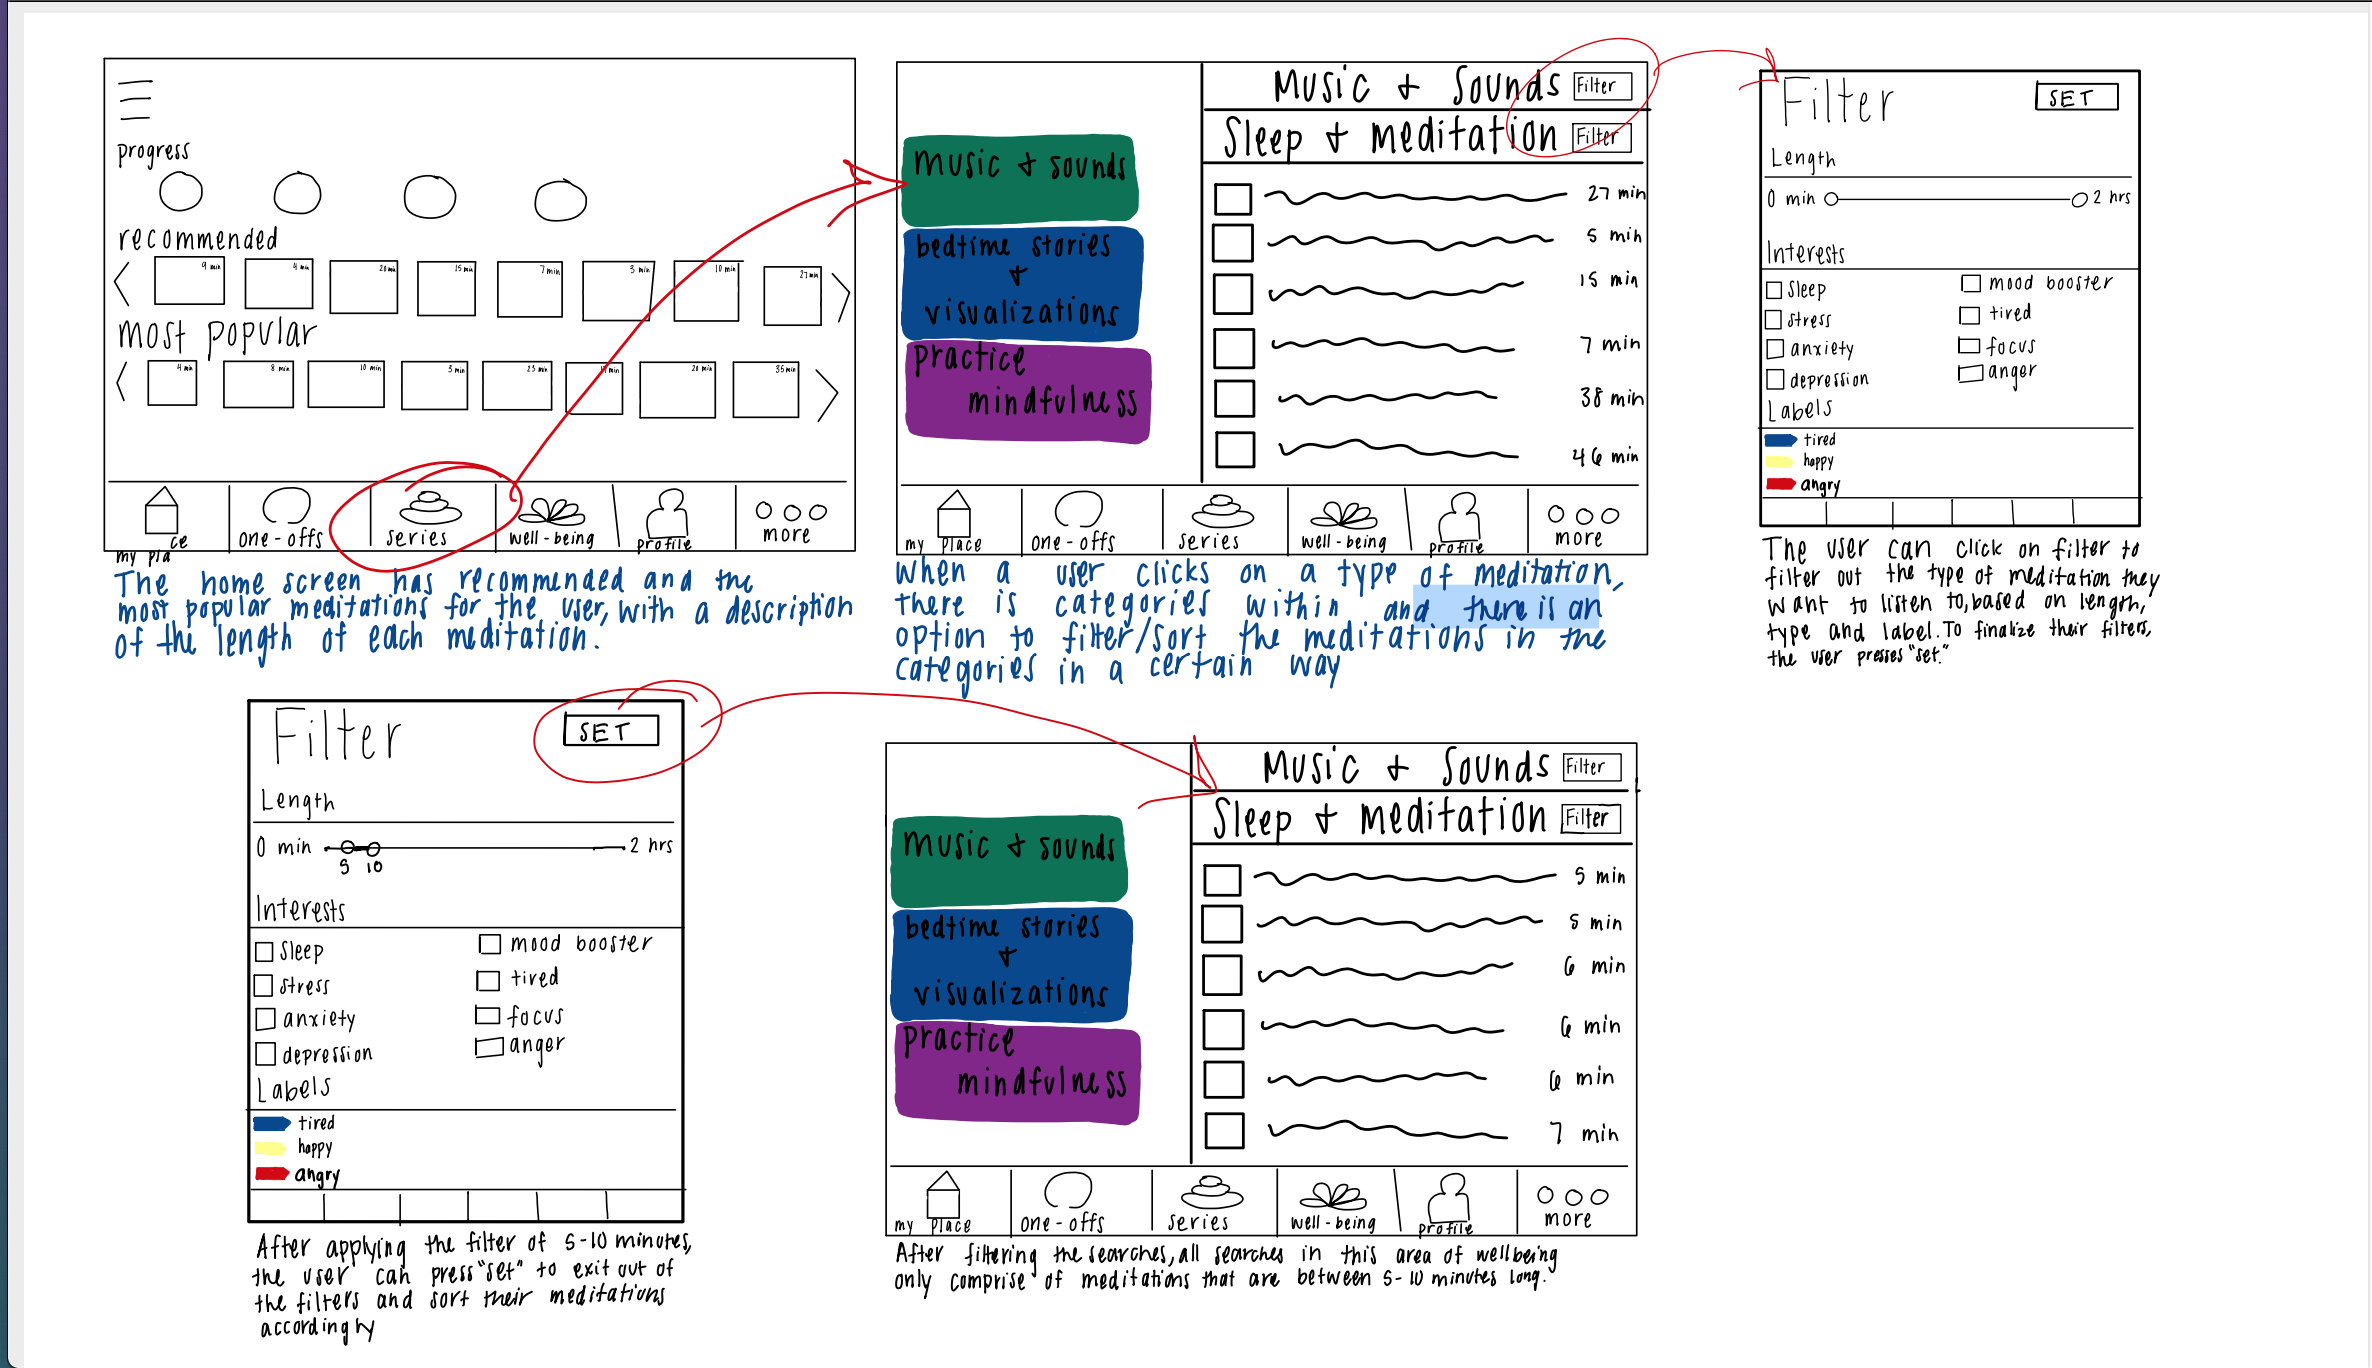 progress
recommended
9 min 4 min 20 min 15 min 7 min 3 min 10 min 27 min
most popular
4 min 8 min 10 min 3 min 23 min 20 min 35 min
my place one-offs series well-being profile more
The home screen has recommended and the
most popular meditations for the user, with a description
of the length of each meditation.
Music + Sounds Filter
Sleep + meditation Filter
music + sounds
bedtime stories
+
visualizations
practice
mindfulness
27 min
5 min
15 min
7 min
38 min
46 min
my place one-offs series well-being profile more
When a user clicks on a type of meditation,
there is categories within and there is an
option to filter/sort the meditations in the
categories in a certain way
Filter SET
Length
0 min 2 hrs
Interests
sleep mood booster
stress tired
anxiety focus
depression anger
Labels
tired
happy
angry
The user can click on filter to
filter out the type of meditation they
want to listen to, based on length,
type and label. To finalize their filters,
the user presses "set."
Filter SET
Length
0 min 2 hrs
5 10
Interests
sleep mood booster
stress tired
anxiety focus
depression anger
Labels
tired
happy
angry
After applying the filter of 5-10 minutes,
the user can press "set" to exit out of
the filters and sort their meditations
accordingly
Music + Sounds Filter
Sleep + meditation Filter
music + sounds
bedtime stories
+
visualizations
practice
mindfulness
5 min
5 min
6 min
6 min
6 min
7 min
my place one-offs series well-being profile more
After filtering the searches, all searches in this area of wellbeing
only comprise of meditations that are between 5-10 minutes long.